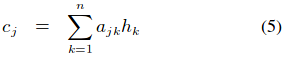 c_j = \sum_{k=1}^{n} a_{jk} h_k (5)